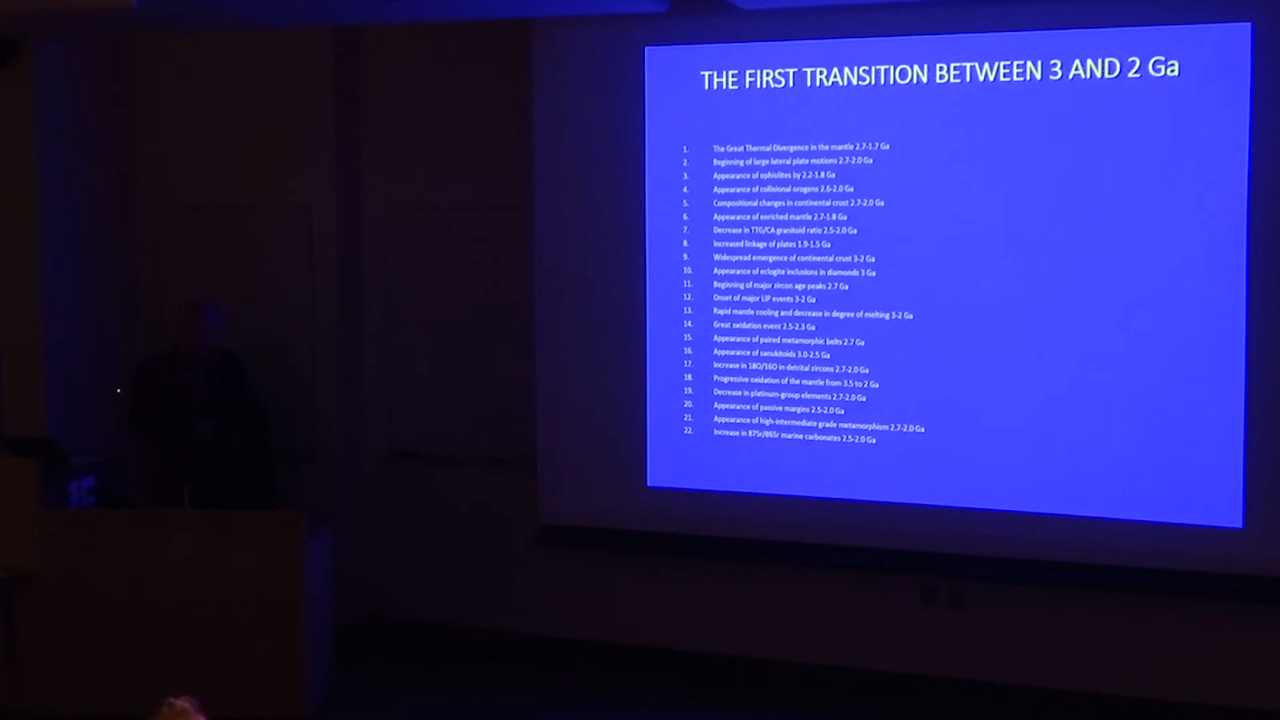 THE FIRST TRANSITION BETWEEN 3 AND 2 Ga
1. The Great Thermal Divergence in the mantle 2.7-1.7 Ga
2. Beginning of large lateral plate motions 2.7-2.0 Ga
3. Appearance of ophiolites by 2.2-1.8 Ga
4. Appearance of collisional orogens 2.6-2.0 Ga
5. Compositional changes in continental crust 2.7-2.0 Ga
6. Appearance of enriched mantle 2.7-1.8 Ga
7. Decrease in TTG/CA granitoid ratio 2.5-2.0 Ga
8. Increased linkage of plates 1.9-1.5 Ga
9. Widespread emergence of continental crust 3-2 Ga
10. Appearance of eclogite inclusions in diamonds 3 Ga
11. Beginning of major zircon age peaks 2.7 Ga
12. Onset of major LIP events 3-2 Ga
13. Rapid mantle cooling and decrease in degree of melting 3-2 Ga
14. Great oxidation event 2.5-2.3 Ga
15. Appearance of paired metamorphic belts 2.7 Ga
16. Appearance of sanukitoids 3.0-2.5 Ga
17. Increase in 18O/16O in detrital zircons 2.7-2.0 Ga
18. Progressive oxidation of the mantle from 3.5 to 2 Ga
19. Decrease in platinum-group elements 2.7-2.0 Ga
20. Appearance of passive margins 2.5-2.0 Ga
21. Appearance of high-intermediate grade metamorphism 2.7-2.0 Ga
22. Increase in 87Sr/86Sr marine carbonates 2.5-2.0 Ga